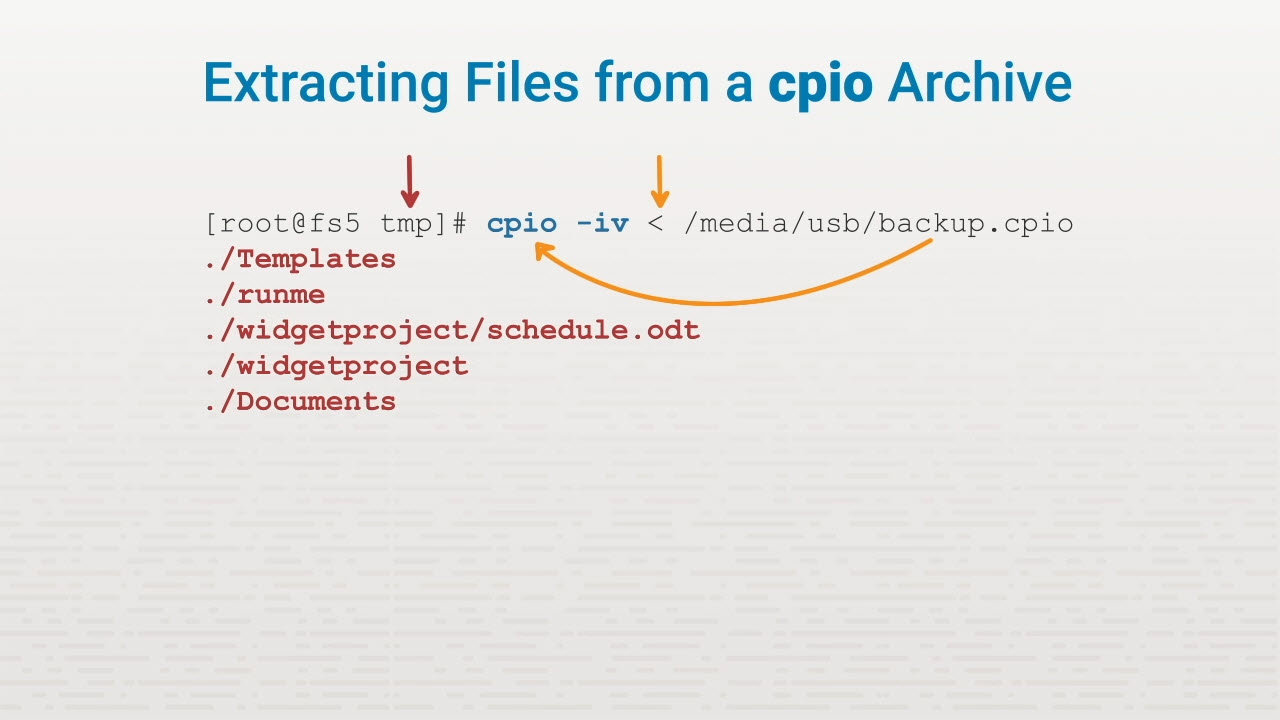 Extracting Files from a cpio Archive
[root@fs5 tmp]# cpio -iv < /media/usb/backup.cpio
./Templates
./runme
./widgetproject/schedule.odt
./widgetproject
./Documents